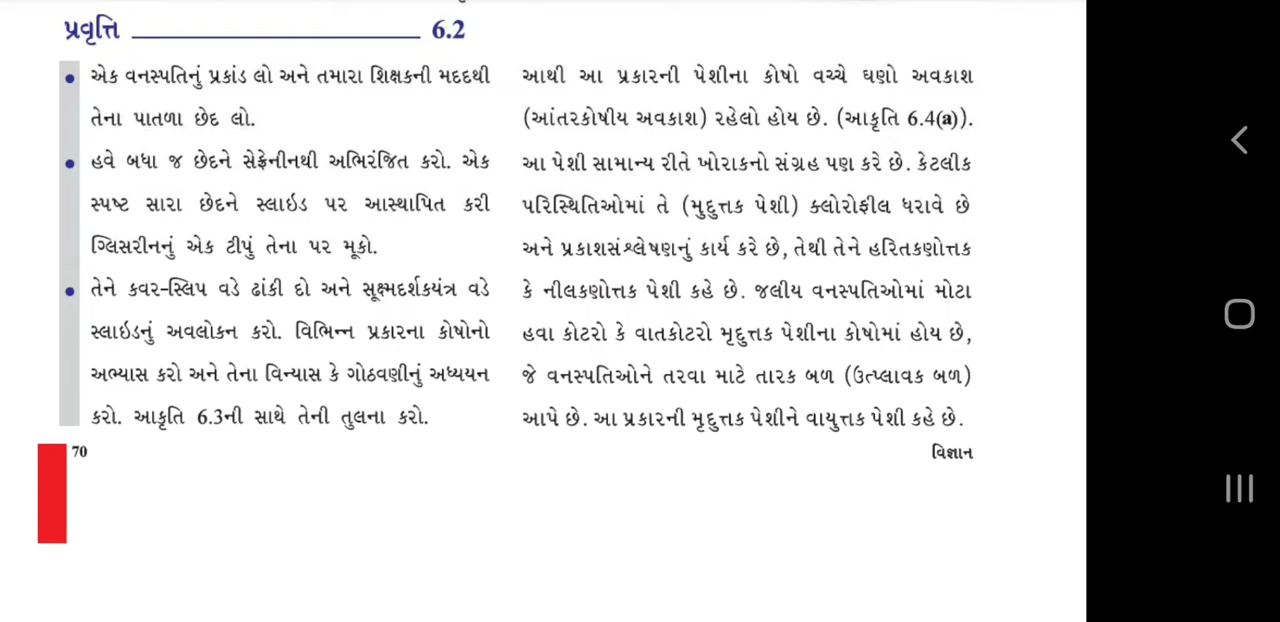 પ્રવૃત્તિ ______________ 6.2
• એક વનસ્પતિનું પ્રકાંડ લો અને તમારા શિક્ષકની મદદથી
તેના પાતળા છેદ લો.
• હવે બધા જ છેદને સેફ્રેનીનથી અભિરંજિત કરો. એક
સ્પષ્ટ સારા છેદને સ્લાઇડ પર આસ્થાપિત કરી
ગ્લિસરીનનું એક ટીપું તેના પર મૂકો.
• તેને કવર-સ્લિપ વડે ઢાંકી દો અને સૂક્ષ્મદર્શકયંત્ર વડે
સ્લાઇડનું અવલોકન કરો. વિભિન્ન પ્રકારના કોષોનો
અભ્યાસ કરો અને તેના વિન્યાસ કે ગોઠવણીનું અધ્યયન
કરો. આકૃતિ 6.3ની સાથે તેની તુલના કરો.
આથી આ પ્રકારની પેશીના કોષો વચ્ચે ઘણો અવકાશ
(આંતરકોષીય અવકાશ) રહેલો હોય છે. (આકૃતિ 6.4(a)).
આ પેશી સામાન્ય રીતે ખોરાકનો સંગ્રહ પણ કરે છે. કેટલીક
પરિસ્થિતિઓમાં તે (મુદુત્તક પેશી) ક્લોરોફીલ ધરાવે છે
અને પ્રકાશસંશ્લેષણનું કાર્ય કરે છે, તેથી તેને હરિતકણોત્તક
કે નીલકણોત્તક પેશી કહે છે. જલીય વનસ્પતિઓમાં મોટા
હવા કોટરો કે વાતકોટરો મૃદુત્તક પેશીના કોષોમાં હોય છે,
જે વનસ્પતિઓને તરવા માટે તારક બળ (ઉત્પ્લાવક બળ)
આપે છે. આ પ્રકારની મૃદુત્તક પેશીને વાયુત્તક પેશી કહે છે.
70
વિજ્ઞાન